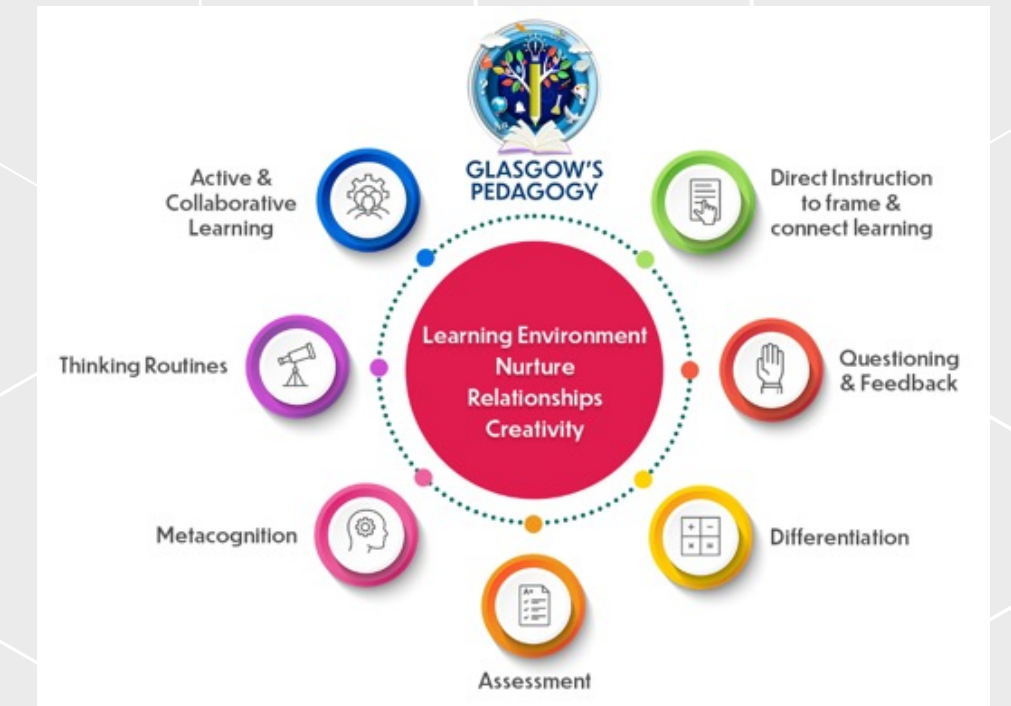 GLASGOW'S
PEDAGOGY
Active &
Collaborative
Learning
Direct Instruction
to frame &
connect learning
Thinking Routines
Learning Environment
Nurture
Relationships
Creativity
Questioning
& Feedback
Metacognition
Differentiation
A+
Assessment